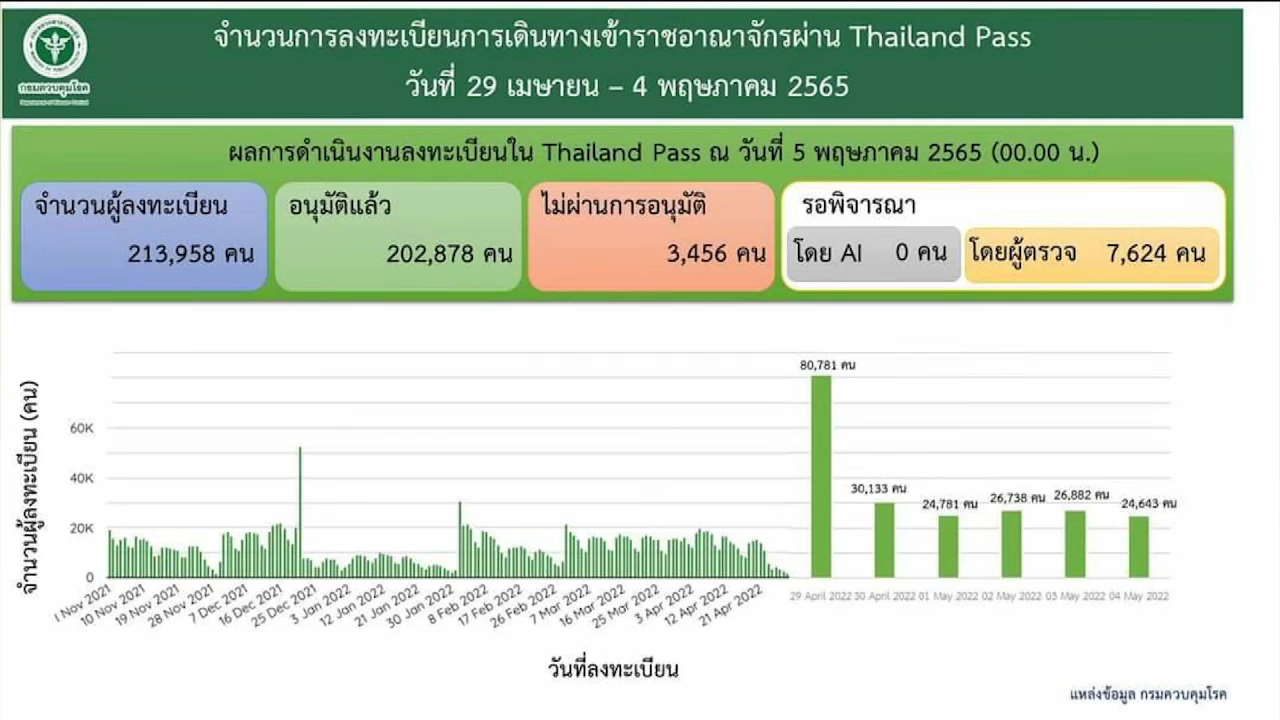 จำนวนการลงทะเบียนการเดินทางเข้าราชอาณาจักรผ่าน Thailand Pass
วันที่ 29 เมษายน – 4 พฤษภาคม 2565
กรมควบคุมโรค
ผลการดำเนินงานลงทะเบียนใน Thailand Pass ณ วันที่ 5 พฤษภาคม 2565 (00.00 น.)
จำนวนผู้ลงทะเบียน
213,958 คน
อนุมัติแล้ว
202,878 คน
ไม่ผ่านการอนุมัติ
3,456 คน
รอพิจารณา
โดย AI 0 คน
โดยผู้ตรวจ 7,624 คน
จำนวนผู้ลงทะเบียน (คน)
60K
40K
20K
0
80,781 คน
30,133 คน
24,781 คน
26,738 คน
26,882 คน
24,643 คน
1 Nov 2021
10 Nov 2021
19 Nov 2021
28 Nov 2021
7 Dec 2021
16 Dec 2021
25 Dec 2021
3 Jan 2022
12 Jan 2022
21 Jan 2022
30 Jan 2022
8 Feb 2022
17 Feb 2022
26 Feb 2022
7 Mar 2022
16 Mar 2022
25 Mar 2022
3 Apr 2022
12 Apr 2022
21 Apr 2022
29 April 2022
30 April 2022
01 May 2022
02 May 2022
03 May 2022
04 May 2022
วันที่ลงทะเบียน
แหล่งข้อมูล กรมควบคุมโรค